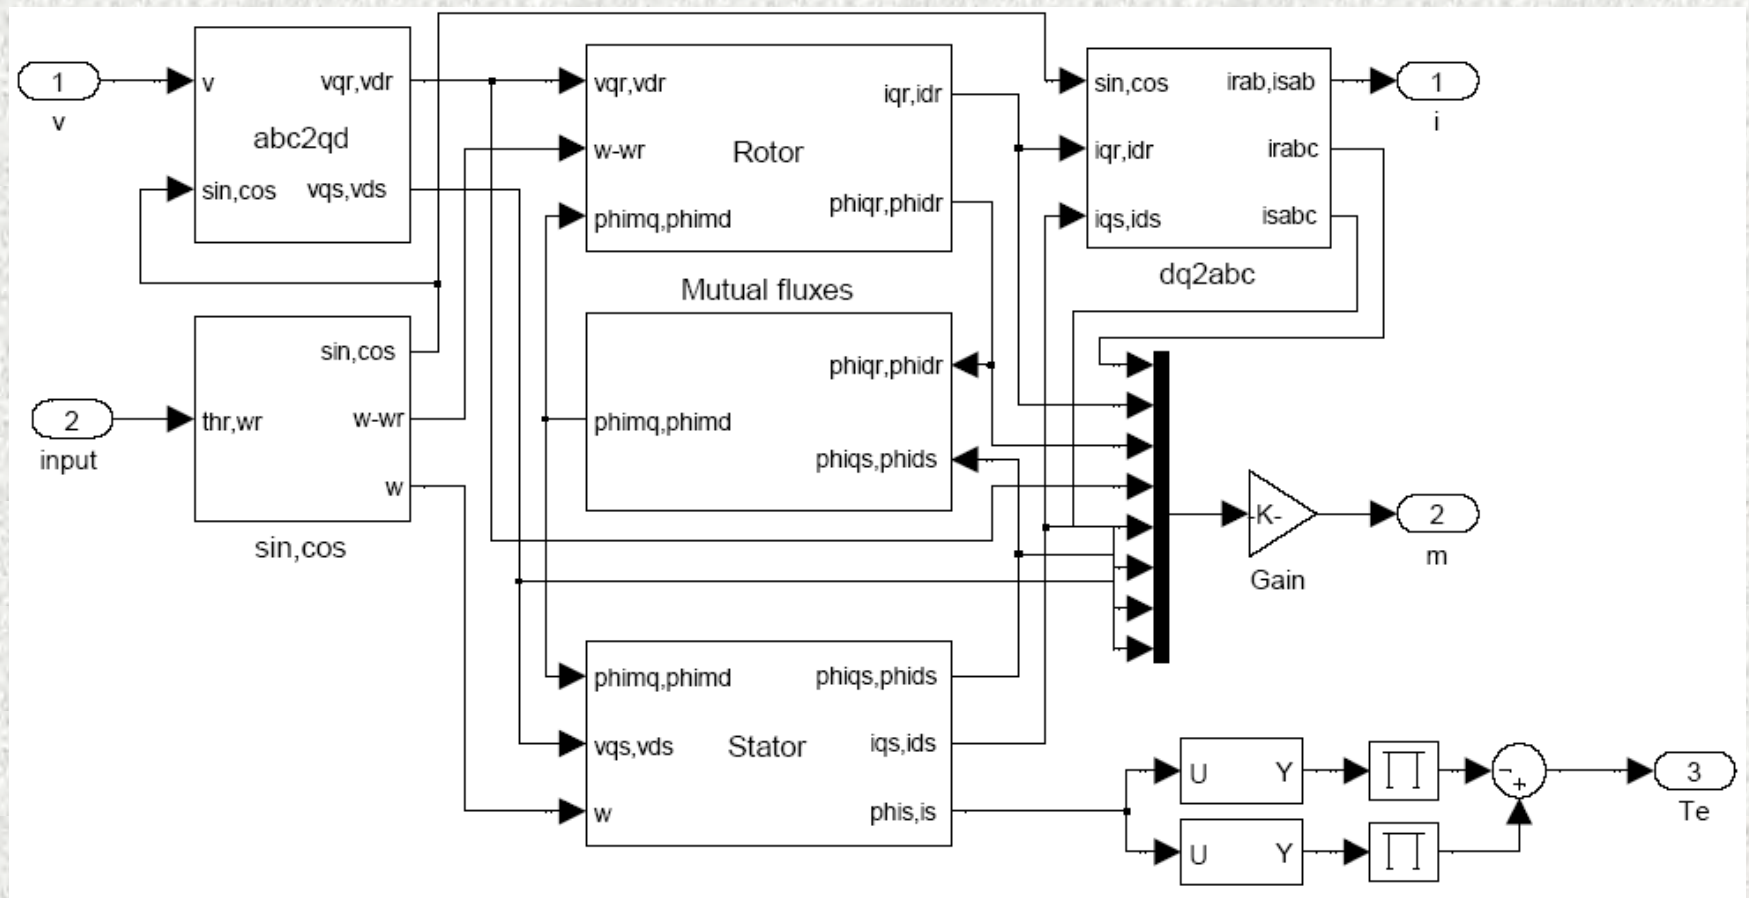 1
v
v
vqr,vdr
abc2qd
sin,cos
vqs,vds
vqr,vdr
iqr,idr
w-wr
Rotor
phimq,phimd
phiqr,phidr
sin,cos
irab,isab
iqr,idr
irabc
iqs,ids
isabc
dq2abc
1
i
Mutual fluxes
phiqr,phidr
phimq,phimd
phiqs,phids
2
input
sin,cos
thr,wr
w-wr
w
sin,cos
-K-
Gain
2
m
phimq,phimd
phiqs,phids
vqs,vds
Stator
iqs,ids
w
phis,is
U
Y
∏
−
+
3
Te
U
Y
∏